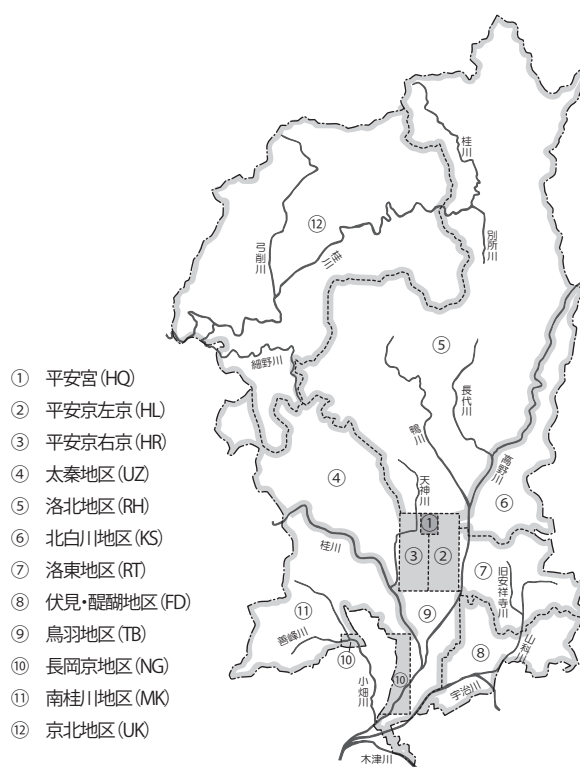 ① 平安宮(HQ)
② 平安京左京(HL)
③ 平安京右京(HR)
④ 太秦地区(UZ)
⑤ 洛北地区(RH)
⑥ 北白川地区(KS)
⑦ 洛東地区(RT)
⑧ 伏見・醍醐地区(FD)
⑨ 鳥羽地区(TB)
⑩ 長岡京地区(NG)
⑪ 南桂川地区(MK)
⑫ 京北地区(UK)
桂川
⑫
弓削川
桂川
別所川
⑤
細野川
長代川
鴨川
高野川
④
天神川
⑥
①
③
②
桂川
⑦
旧安祥寺川
⑪
⑨
善峰川
⑩
⑧
山科川
小畑川
⑩
宇治川
木津川